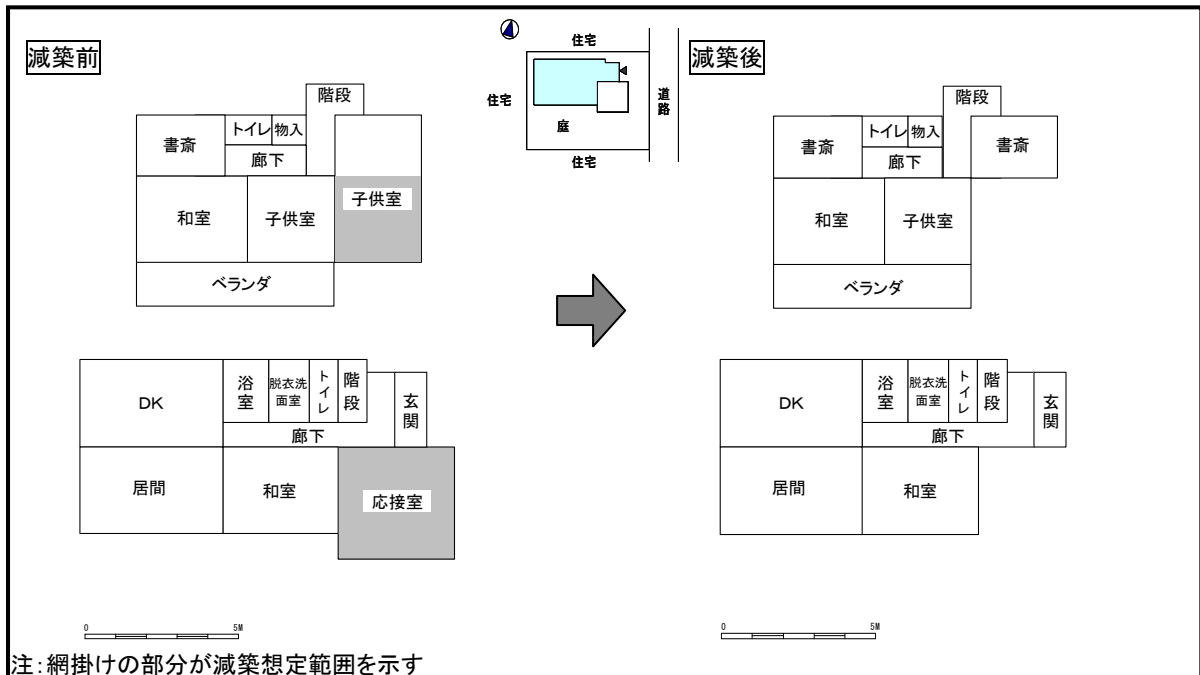 減築前
住宅
住宅
道路
庭
住宅
減築後
階段
書斎
トイレ
物入
廊下
和室
子供室
子供室
ベランダ
DK
浴室
脱衣洗
面室
トイレ
階段
玄関
廊下
居間
和室
応接室
0
5M
階段
書斎
トイレ
物入
廊下
書斎
和室
子供室
ベランダ
DK
浴室
脱衣洗
面室
トイレ
階段
玄関
廊下
居間
和室
0
5M
注:網掛けの部分が減築想定範囲を示す